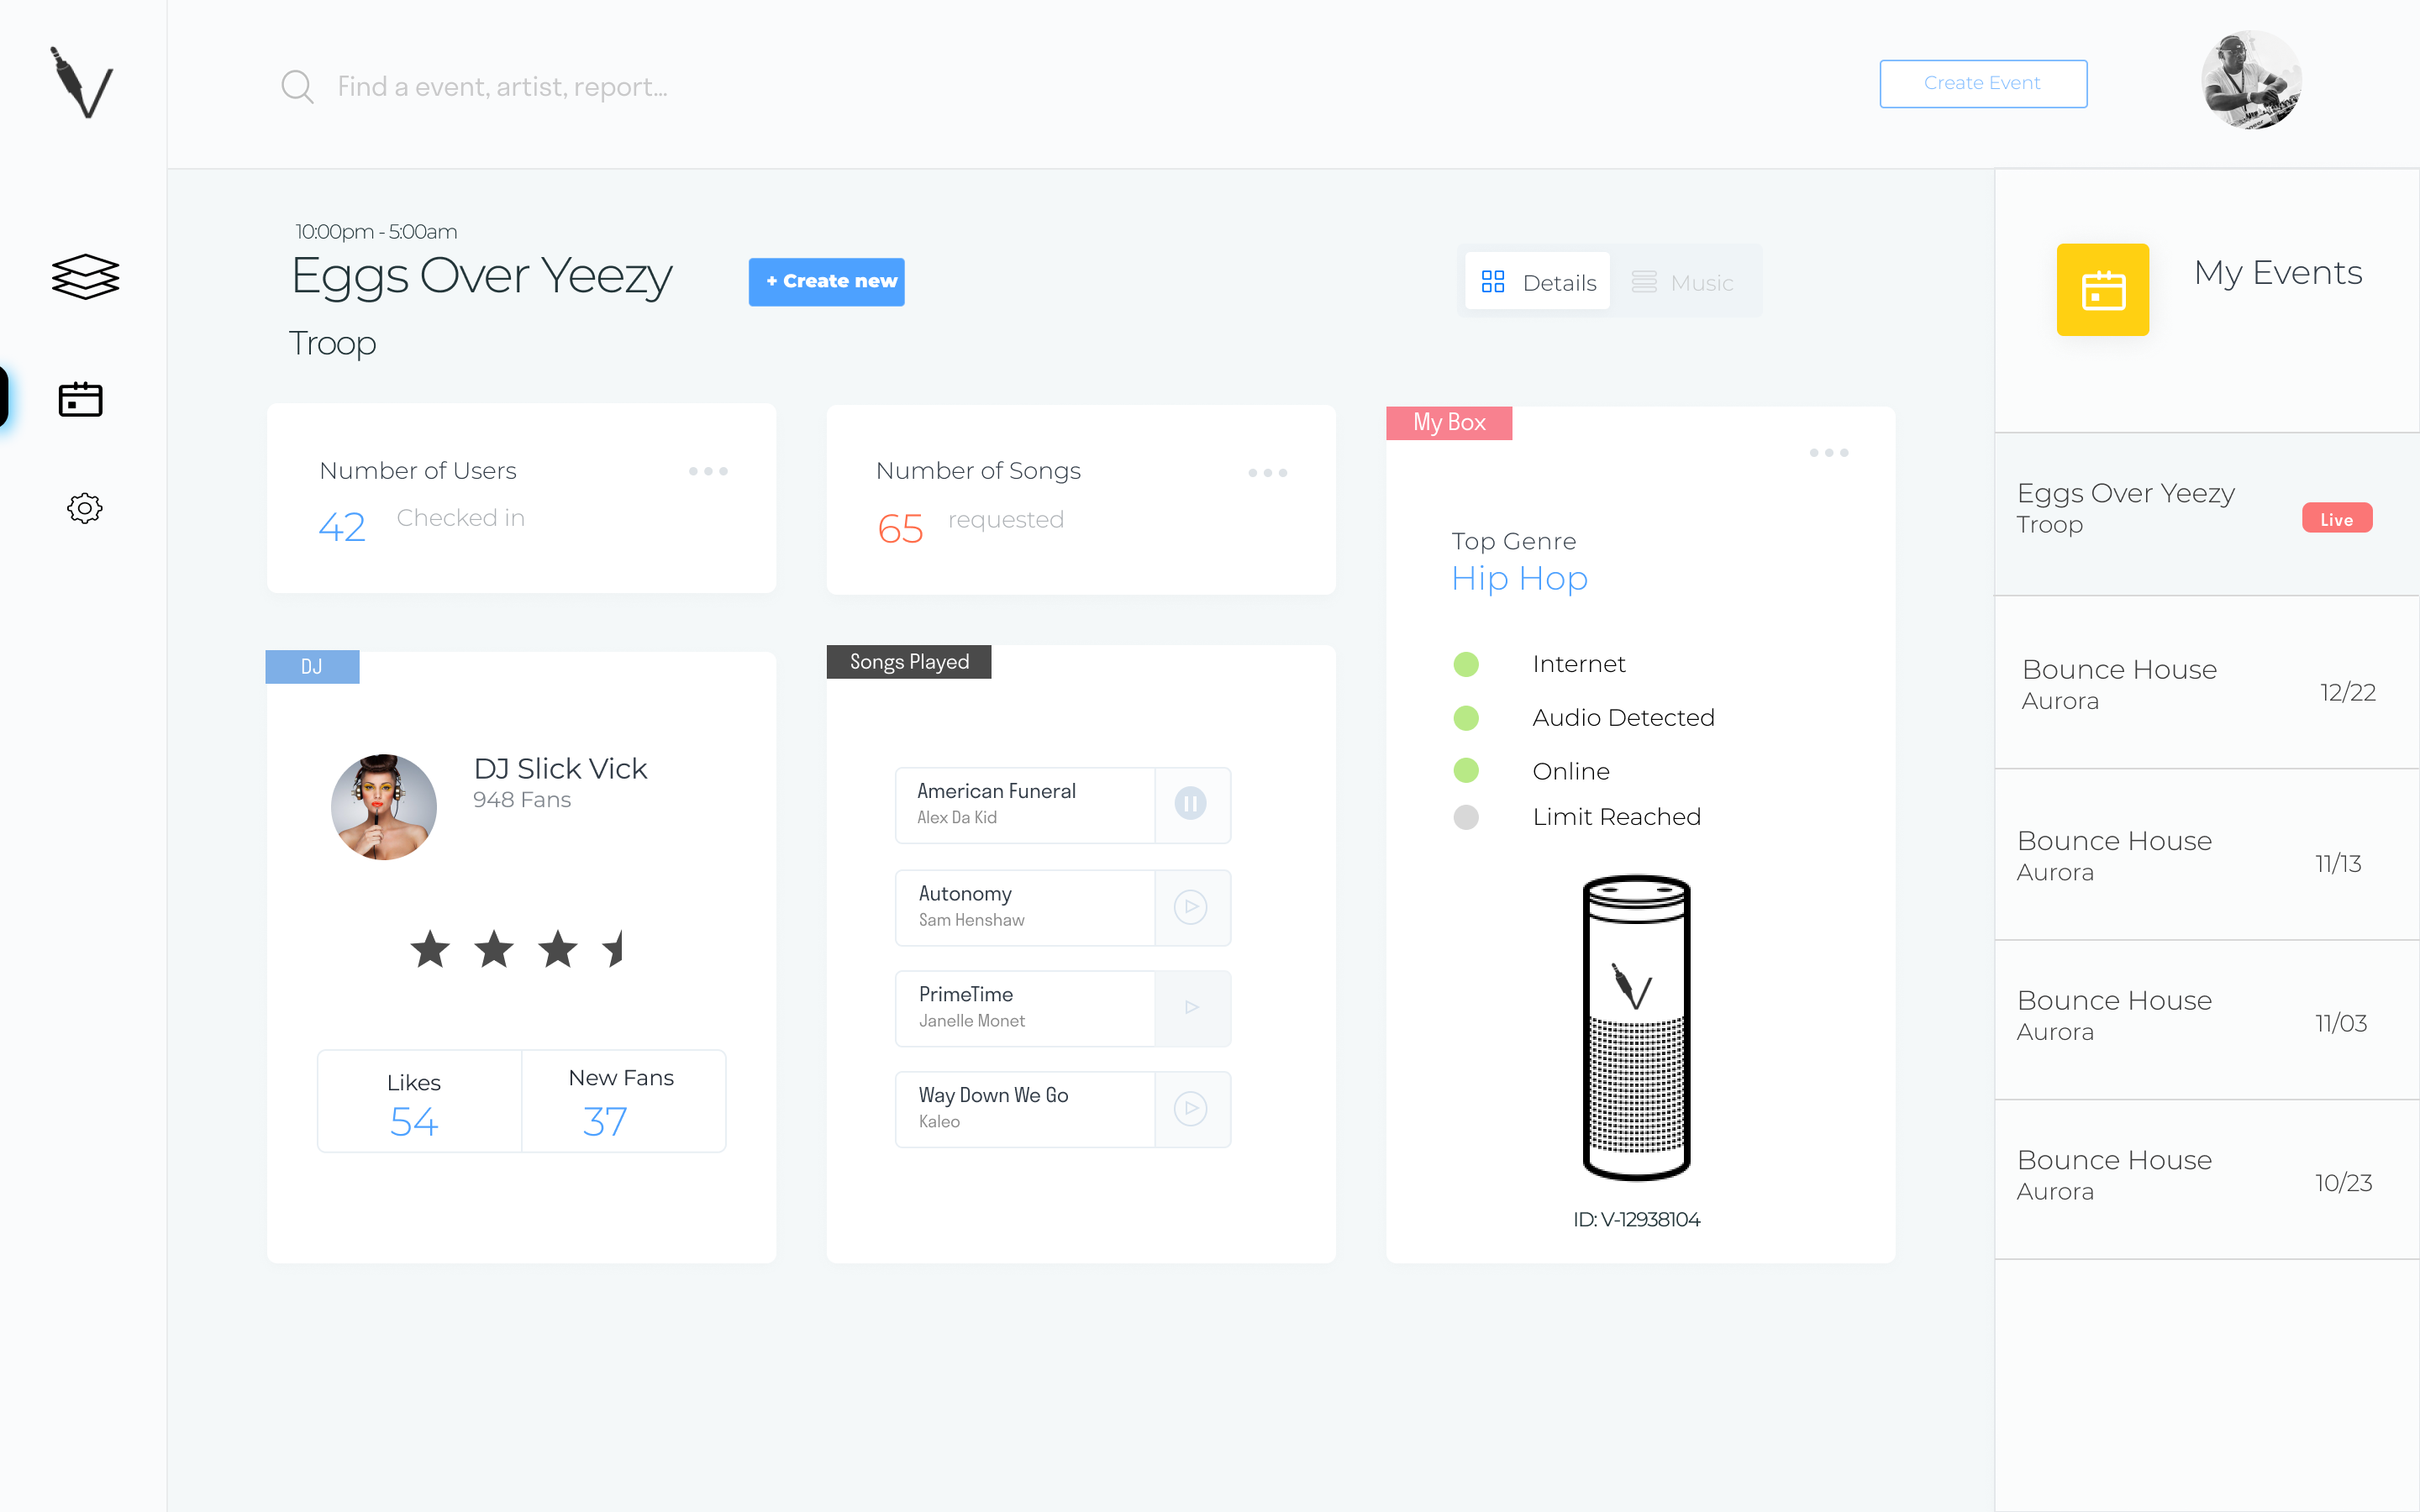 Find a event, artist, report...
Create Event
10:00pm - 5:00am
Eggs Over Yeezy
+ Create new
Troop
Details
Music
My Events
Number of Users
42 Checked in
Number of Songs
65 requested
My Box
Top Genre
Hip Hop
Internet
Audio Detected
Online
Limit Reached
ID: V-12938104
DJ
DJ Slick Vick
948 Fans
Likes
54
New Fans
37
Songs Played
American Funeral
Alex Da Kid
Autonomy
Sam Henshaw
PrimeTime
Janelle Monet
Way Down We Go
Kaleo
Eggs Over Yeezy
Troop
Live
Bounce House
Aurora
12/22
Bounce House
Aurora
11/13
Bounce House
Aurora
11/03
Bounce House
Aurora
10/23